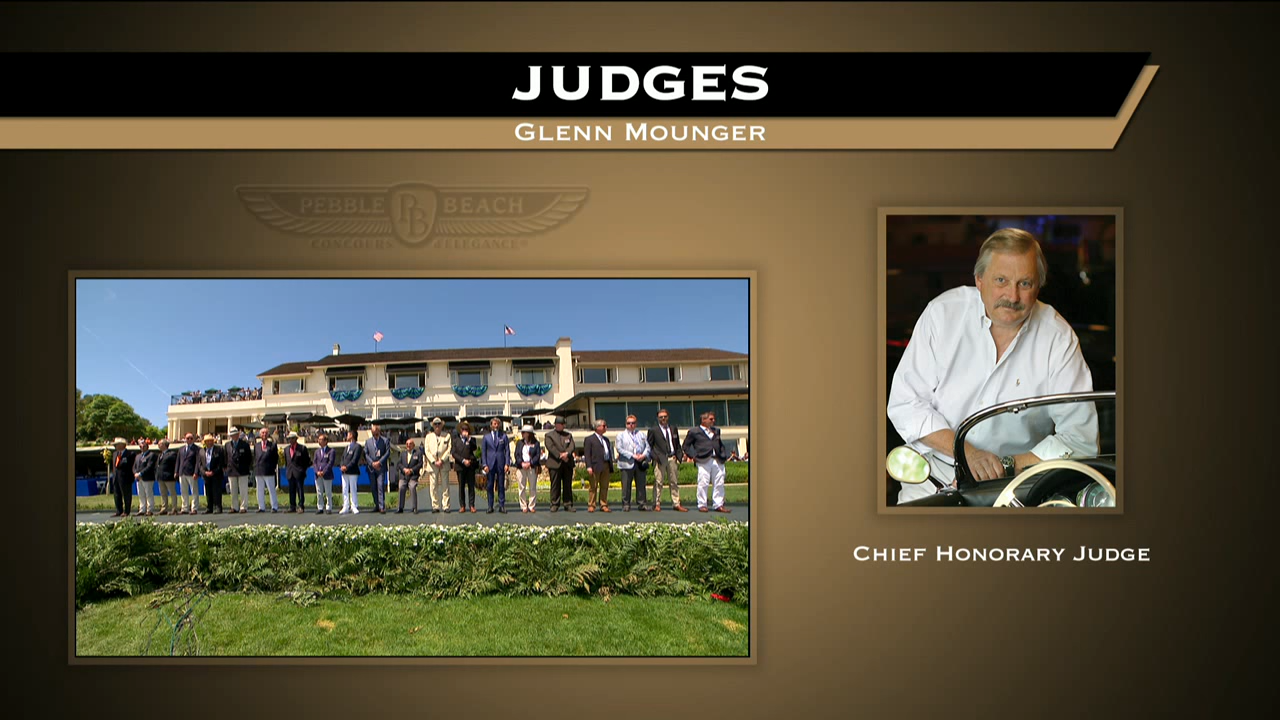 JUDGES
GLENN MOUNGER
PEBBLE PB BEACH
CONCOURS d'ELEGANCE®
CHIEF HONORARY JUDGE